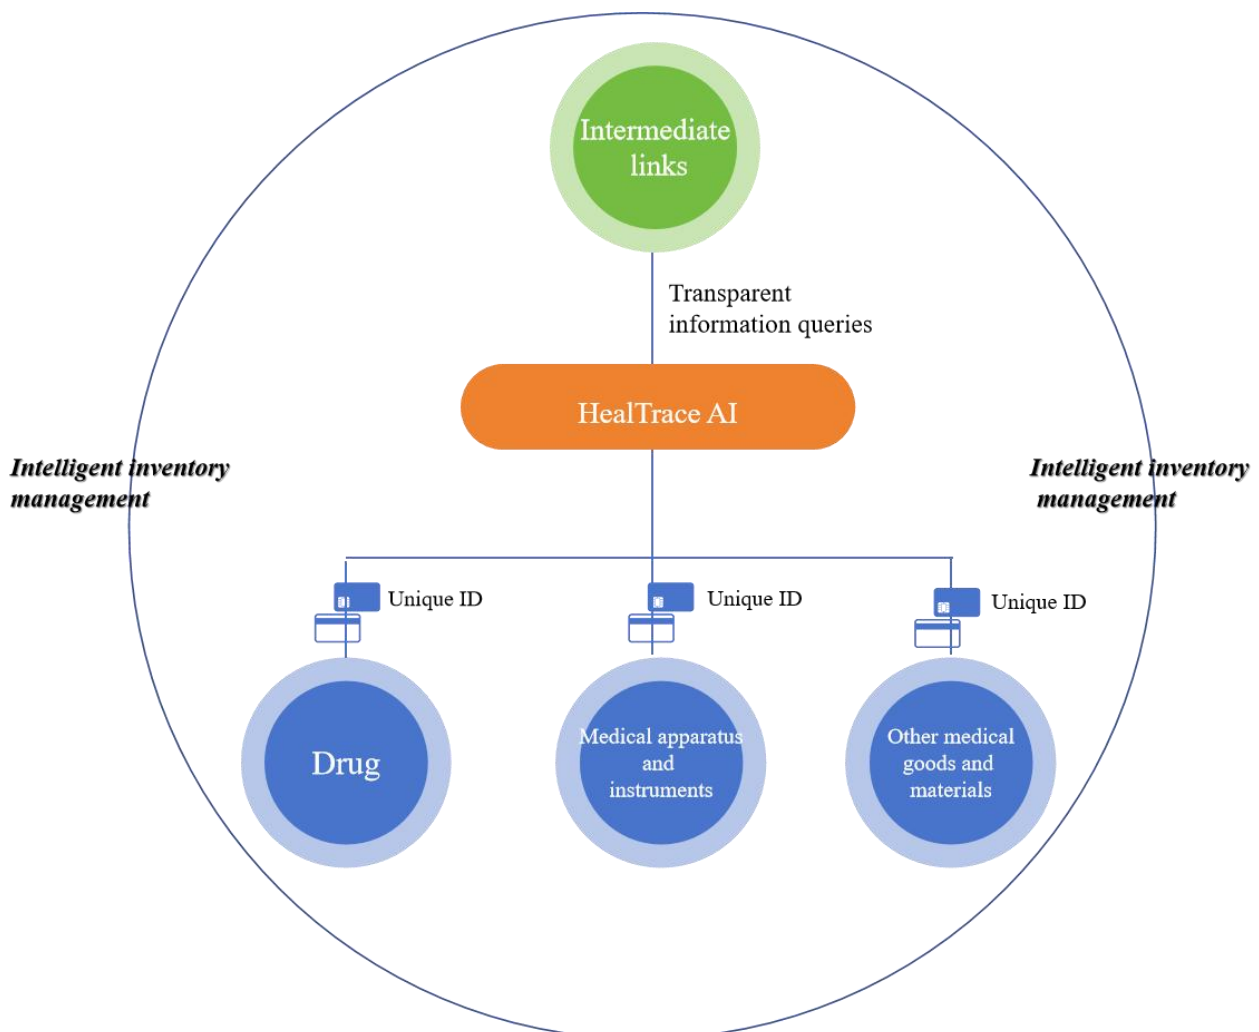 Intermediate
links
Transparent
information queries
HealTrace AI
Intelligent inventory
management
Intelligent inventory
management
Unique ID
Unique ID
Unique ID
Drug
Medical apparatus
and
instruments
Other medical
goods and
materials